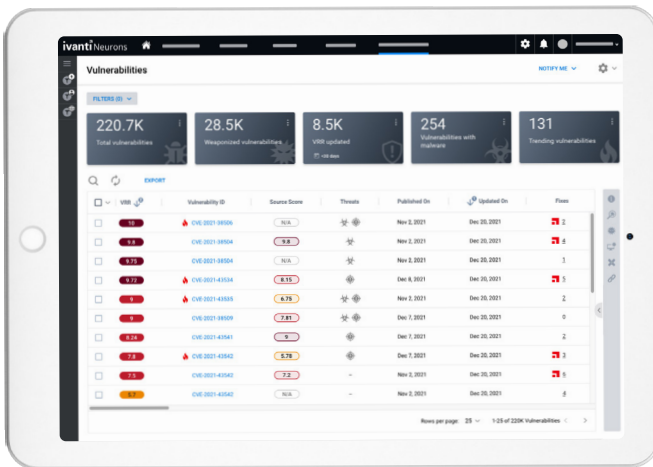 ivanti Neurons
Vulnerabilities
NOTIFY ME
FILTERS (0)
220.7K
Total vulnerabilities
28.5K
Weaponized vulnerabilities
8.5K
VRR updated
254
Vulnerabilities with
malware
131
Trending vulnerabilities
EXPORT
VRR Vulnerability ID Source Score Threats Published On Updated On Fixes
10 CVE-2021-38506 N/A Nov 2, 2021 Dec 20, 2021 2
9.8 CVE-2021-38504 9.8 Nov 2, 2021 Dec 20, 2021 4
9.75 CVE-2021-38504 N/A Nov 2, 2021 Dec 20, 2021 1
9.72 CVE-2021-43534 8.15 Dec 8, 2021 Dec 20, 2021 5
9 CVE-2021-43535 6.75 Nov 2, 2021 Dec 20, 2021 2
9 CVE-2021-38509 7.81 Dec 7, 2021 Dec 20, 2021 0
8.24 CVE-2021-43541 9 Dec 7, 2021 Dec 20, 2021 2
7.8 CVE-2021-43542 5.78 Dec 7, 2021 Dec 20, 2021 3
7.5 CVE-2021-43542 7.2 - Nov 2, 2021 Dec 20, 2021 5
5.7 CVE-2021-43542 N/A - Nov 2, 2021 Dec 20, 2021 4
Rows per page: 25 1-25 of 220K Vulnerabilities